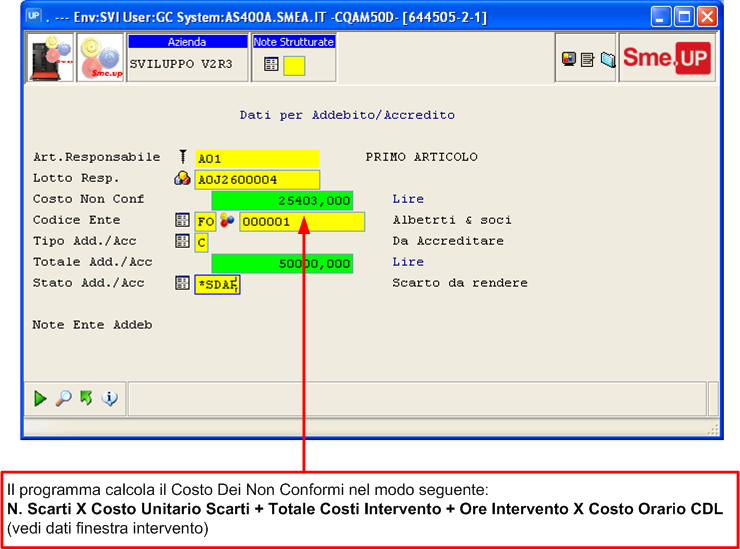 . --- Env:SVI User:GC System:AS400A.SMEA.IT -CQAM50D- [644505-2-1]
Sme.up Azienda Note Strutturate
SVILUPPO V2R3
Sme.UP
Dati per Addebito/Accredito
Art.Responsabile A01 PRIMO ARTICOLO
Lotto Resp. A0J2600004
Costo Non Conf 25403,000 Lire
Codice Ente FO 000001 Albetrti & soci
Tipo Add./Acc C Da Accreditare
Totale Add./Acc 50000,000 Lire
Stato Add./Acc *SDAR Scarto da rendere
Note Ente Addeb
Il programma calcola il Costo Dei Non Conformi nel modo seguente:
N. Scarti X Costo Unitario Scarti + Totale Costi Intervento + Ore Intervento X Costo Orario CDL
(vedi dati finestra intervento)